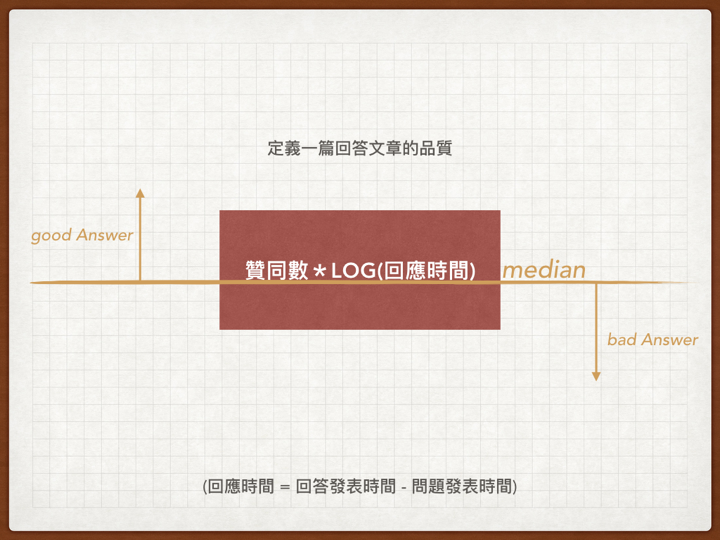 定義一篇回答文章的品質
good Answer
贊同數＊LOG(回應時間)
median
bad Answer
(回應時間 = 回答發表時間 - 問題發表時間)